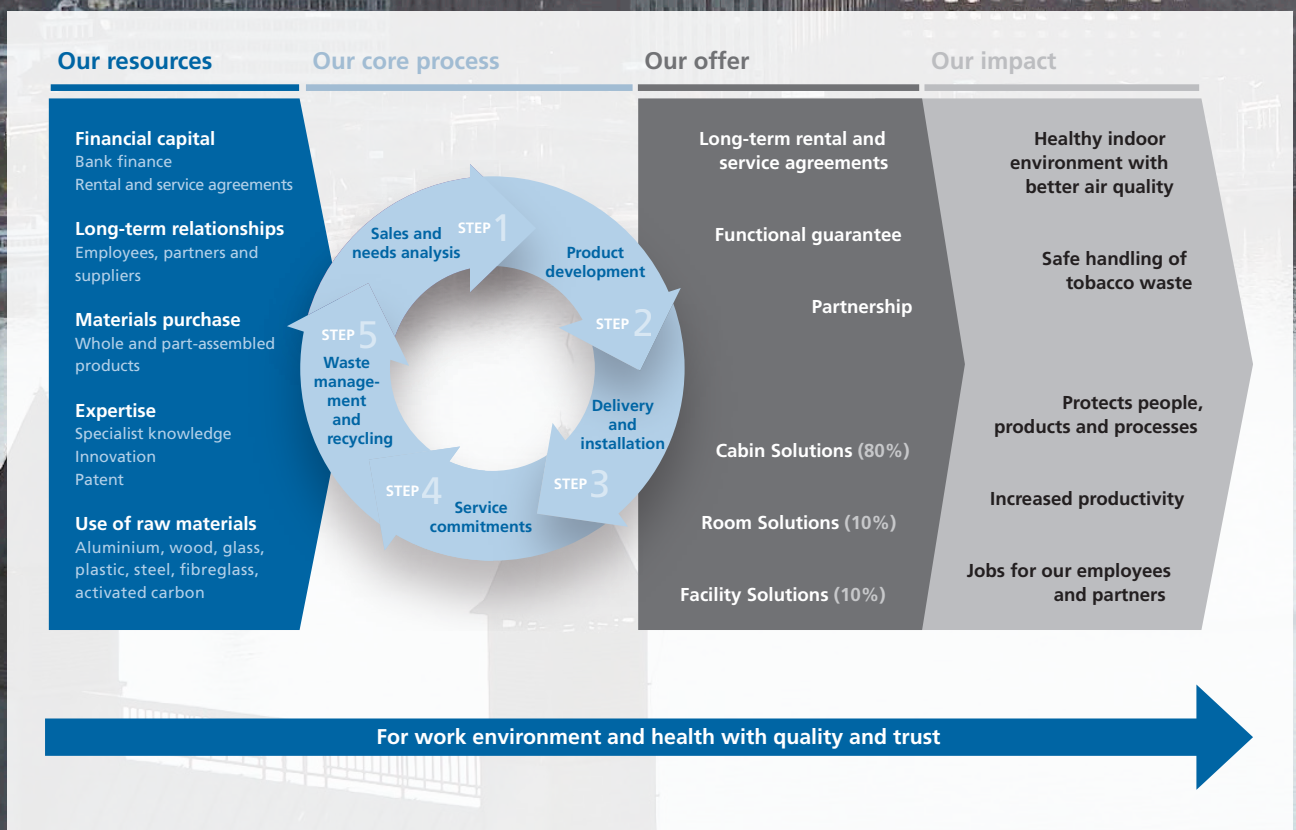 Our resources
Financial capital
Bank finance
Rental and service agreements
Long-term relationships
Employees, partners and
suppliers
Materials purchase
Whole and part-assembled
products
Expertise
Specialist knowledge
Innovation
Patent
Use of raw materials
Aluminium, wood, glass,
plastic, steel, fibreglass,
activated carbon
Our core process
STEP 1
Sales and
needs analysis
Product
development
STEP 2
Delivery
and
installation
STEP 3
Service
commitments
STEP 4
STEP 5
Waste
manage-
ment
and
recycling
Our offer
Long-term rental and
service agreements
Functional guarantee
Partnership
Cabin Solutions (80%)
Room Solutions (10%)
Facility Solutions (10%)
Our impact
Healthy indoor
environment with
better air quality
Safe handling of
tobacco waste
Protects people,
products and processes
Increased productivity
Jobs for our employees
and partners
For work environment and health with quality and trust